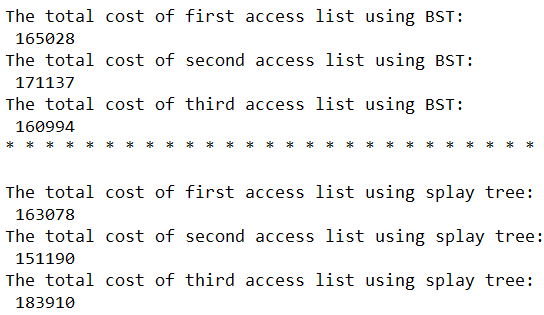 The total cost of first access list using BST:
165028
The total cost of second access list using BST:
171137
The total cost of third access list using BST:
160994
* * * * * * * * * * * * * * * * * * * * * * * * * * *
The total cost of first access list using splay tree:
163078
The total cost of second access list using splay tree:
151190
The total cost of third access list using splay tree:
183910